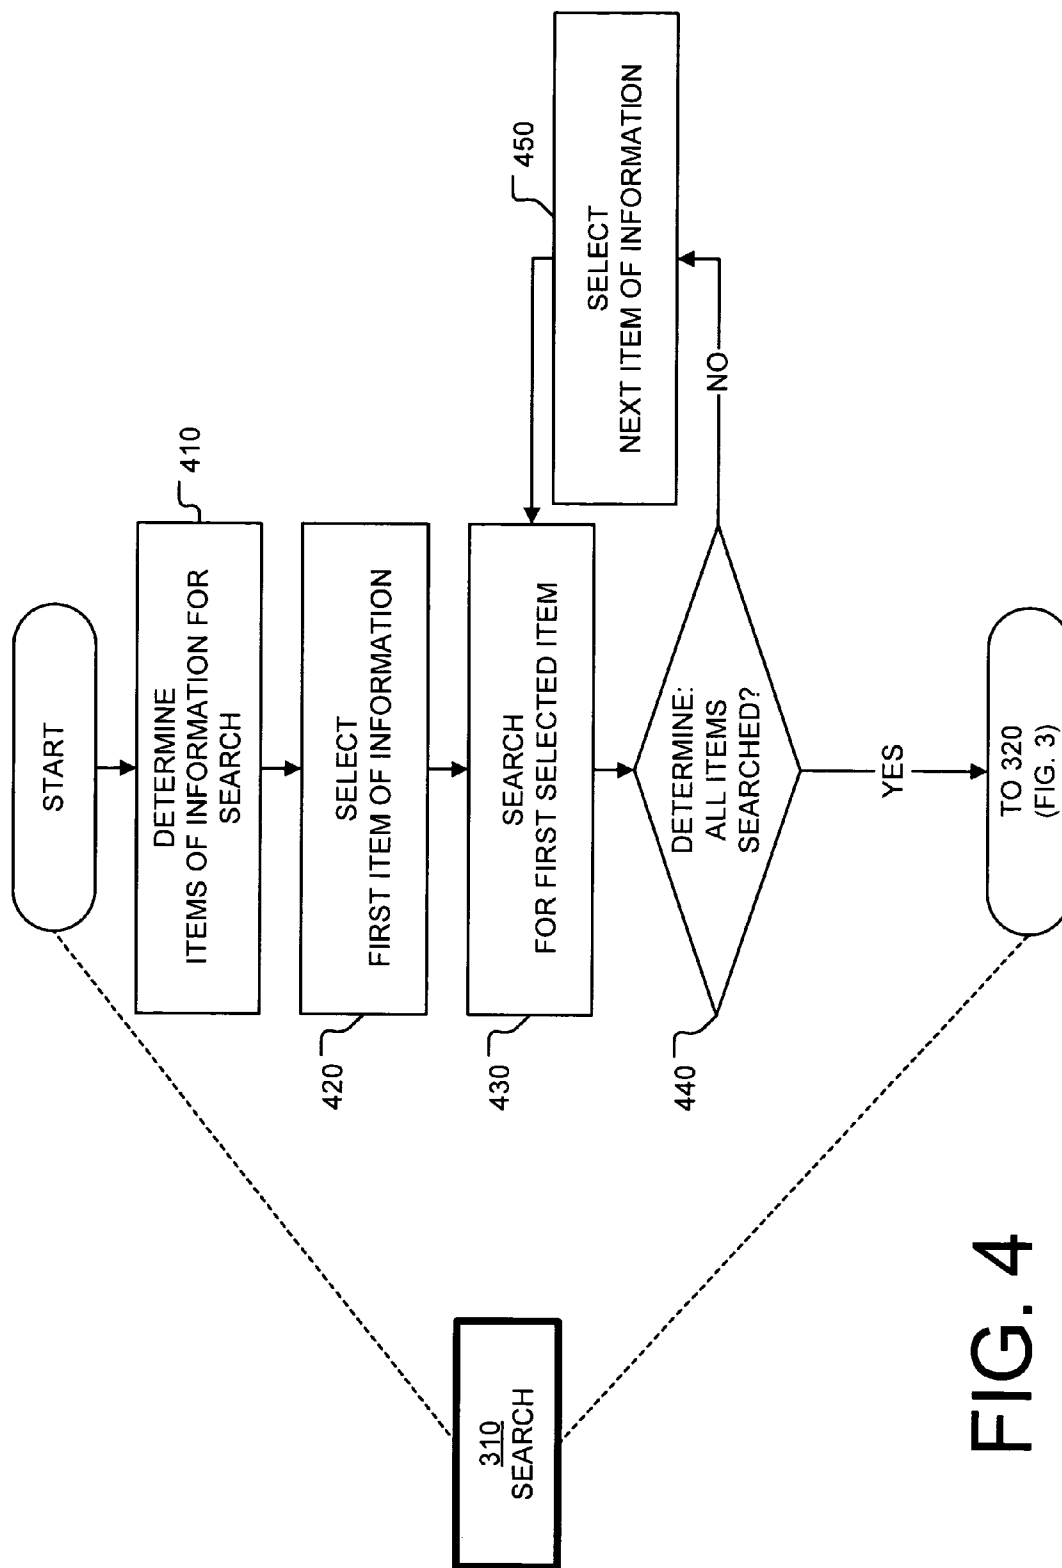 START
410
DETERMINE
ITEMS OF INFORMATION FOR
SEARCH
420
SELECT
FIRST ITEM OF INFORMATION
430
SEARCH
FOR FIRST SELECTED ITEM
450
SELECT
NEXT ITEM OF INFORMATION
440
DETERMINE:
ALL ITEMS
SEARCHED?
NO
YES
TO 320
(FIG. 3)
310
SEARCH
FIG. 4